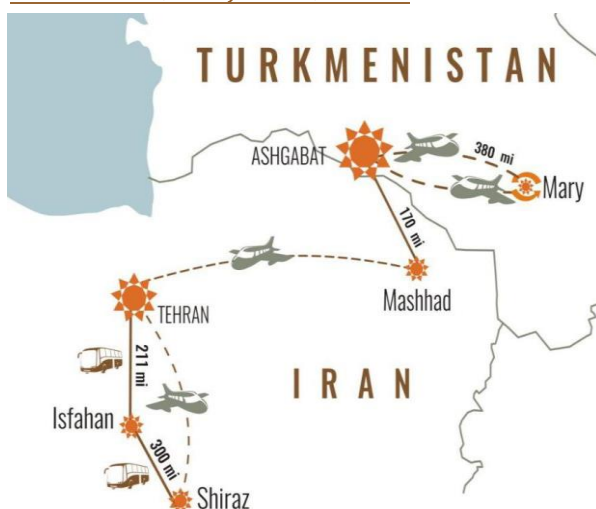 TURKMENISTAN
ASHGABAT
380 mi
Mary
170 mi
Mashhad
TEHRAN
211 mi
IRAN
Isfahan
300 mi
Shiraz